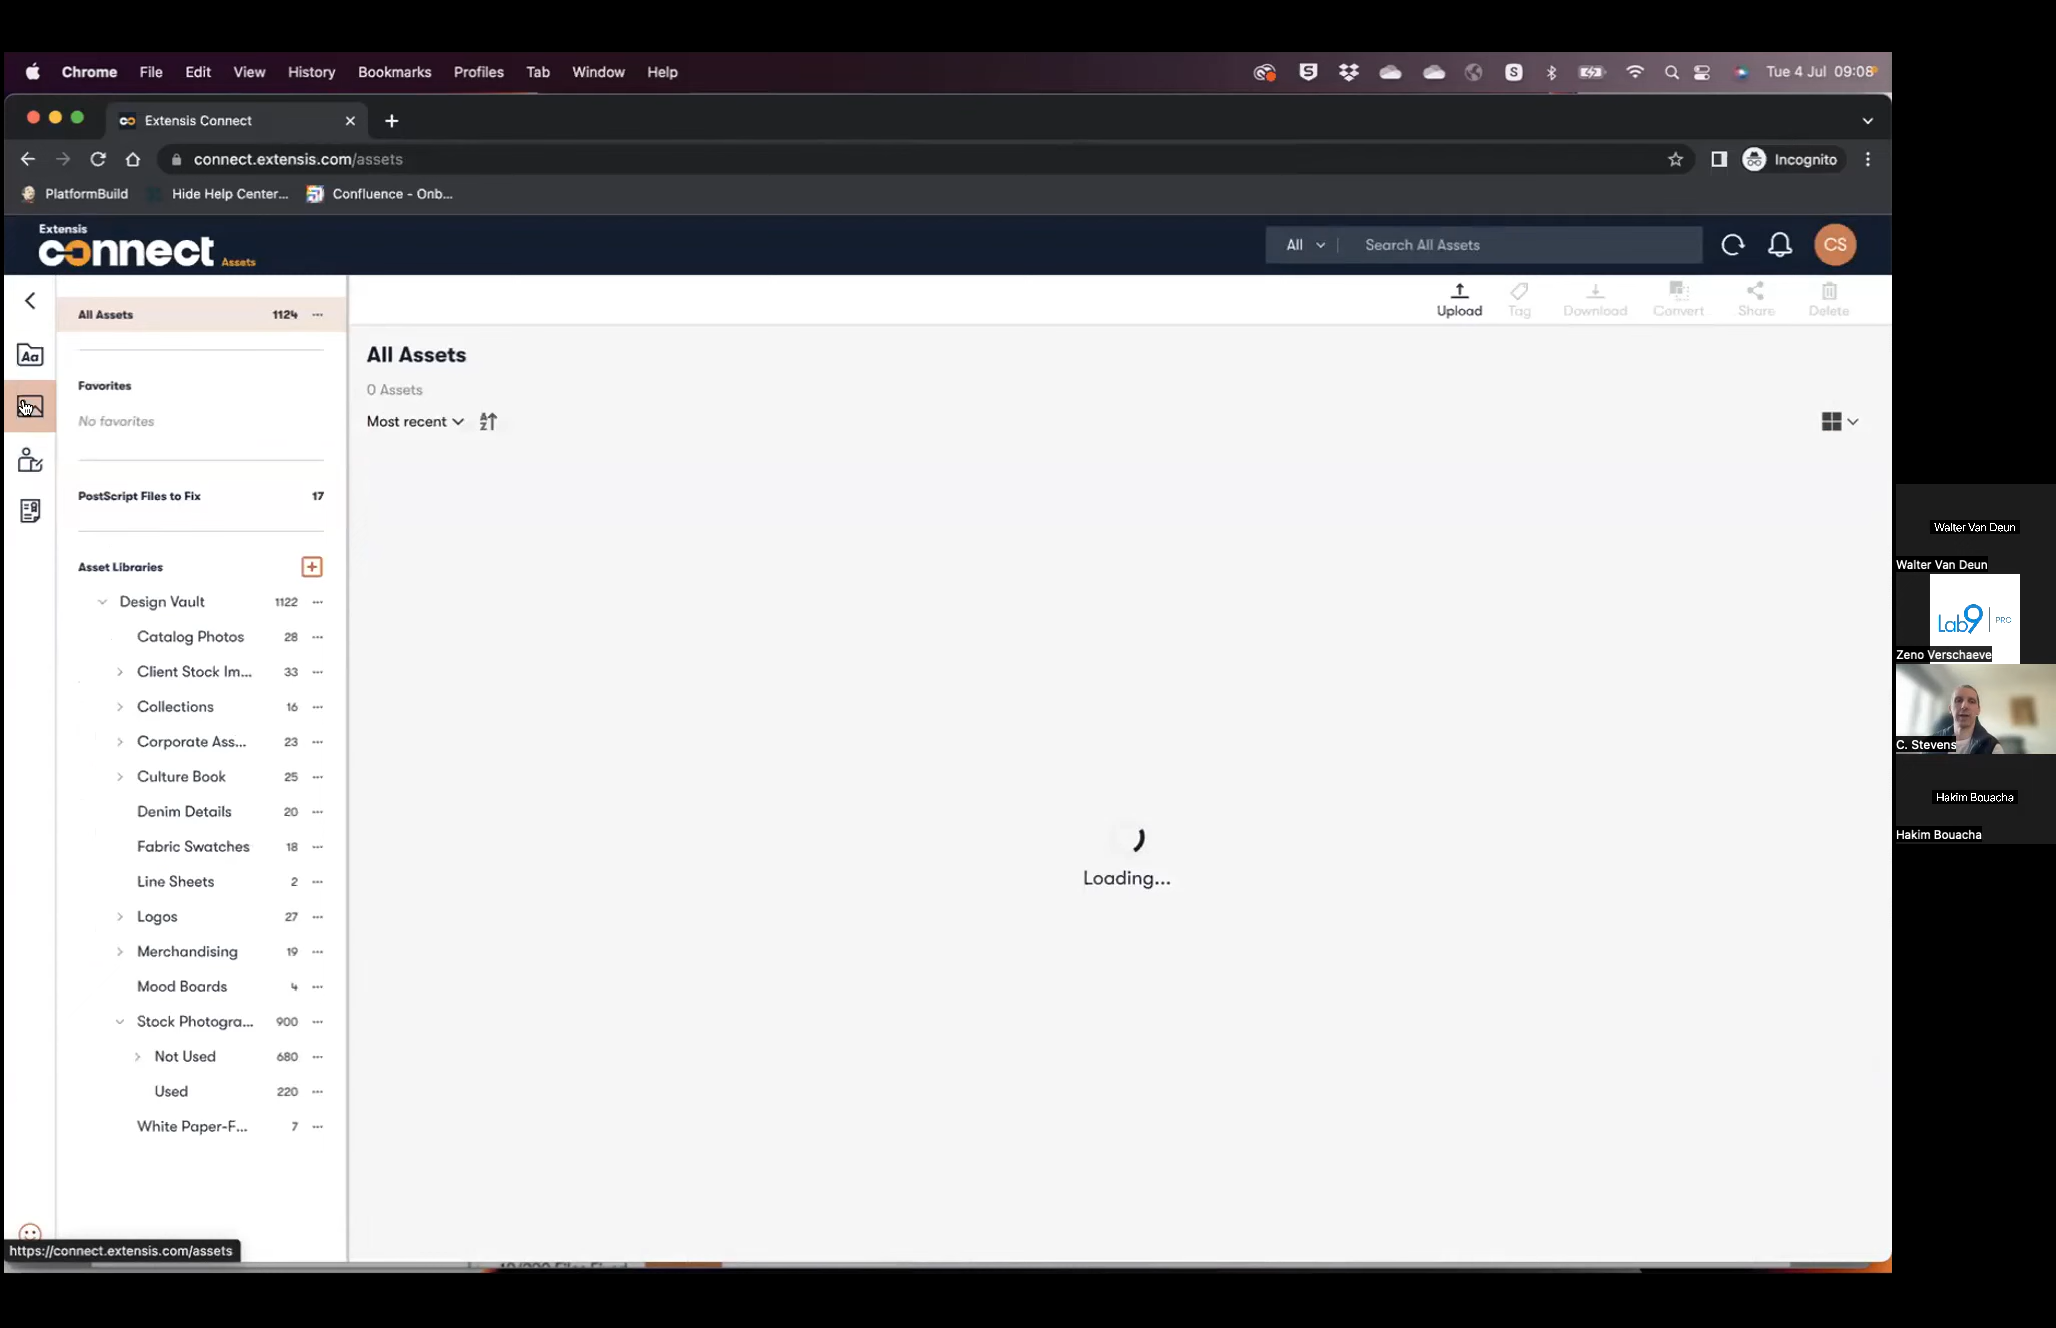 Chrome File Edit View History Bookmarks Profiles Tab Window Help
Tue 4 Jul 09:08
Extensis Connect
connect.extensis.com/assets
Incognito
PlatformBuild Hide Help Center... Confluence - Onb...
Extensis
connect Assets
All Search All Assets CS
All Assets 1124
Upload Tag Download Convert Share Delete
Aa
All Assets
0 Assets
Favorites
No favorites
Most recent
PostScript Files to Fix 17
Asset Libraries
Design Vault 1122
Catalog Photos 28
Client Stock Im... 33
Collections 16
Corporate Ass... 23
Culture Book 25
Denim Details 20
Fabric Swatches 18
Line Sheets 2
Logos 27
Merchandising 19
Mood Boards 4
Stock Photogra... 900
Not Used 680
Used 220
White Paper-F... 7
Loading...
https://connect.extensis.com/assets
Walter Van Deun
Walter Van Deun
Lab9 | PRO
Zeno Verschaeve
C. Stevens
Hakim Bouacha
Hakim Bouacha